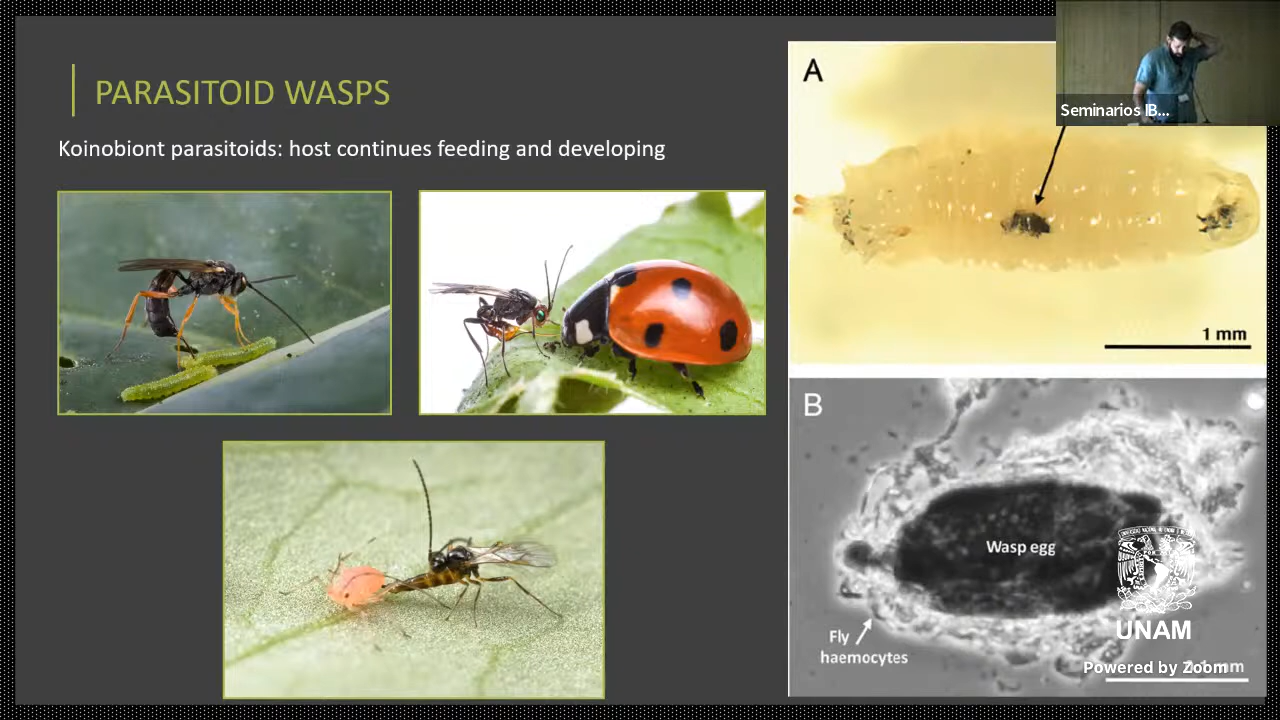 PARASITOID WASPS
Koinobiont parasitoids: host continues feeding and developing
A
Seminarios IB...
1 mm
B
Wasp egg
Fly
haemocytes
UNAM
Powered by Zoom
mm